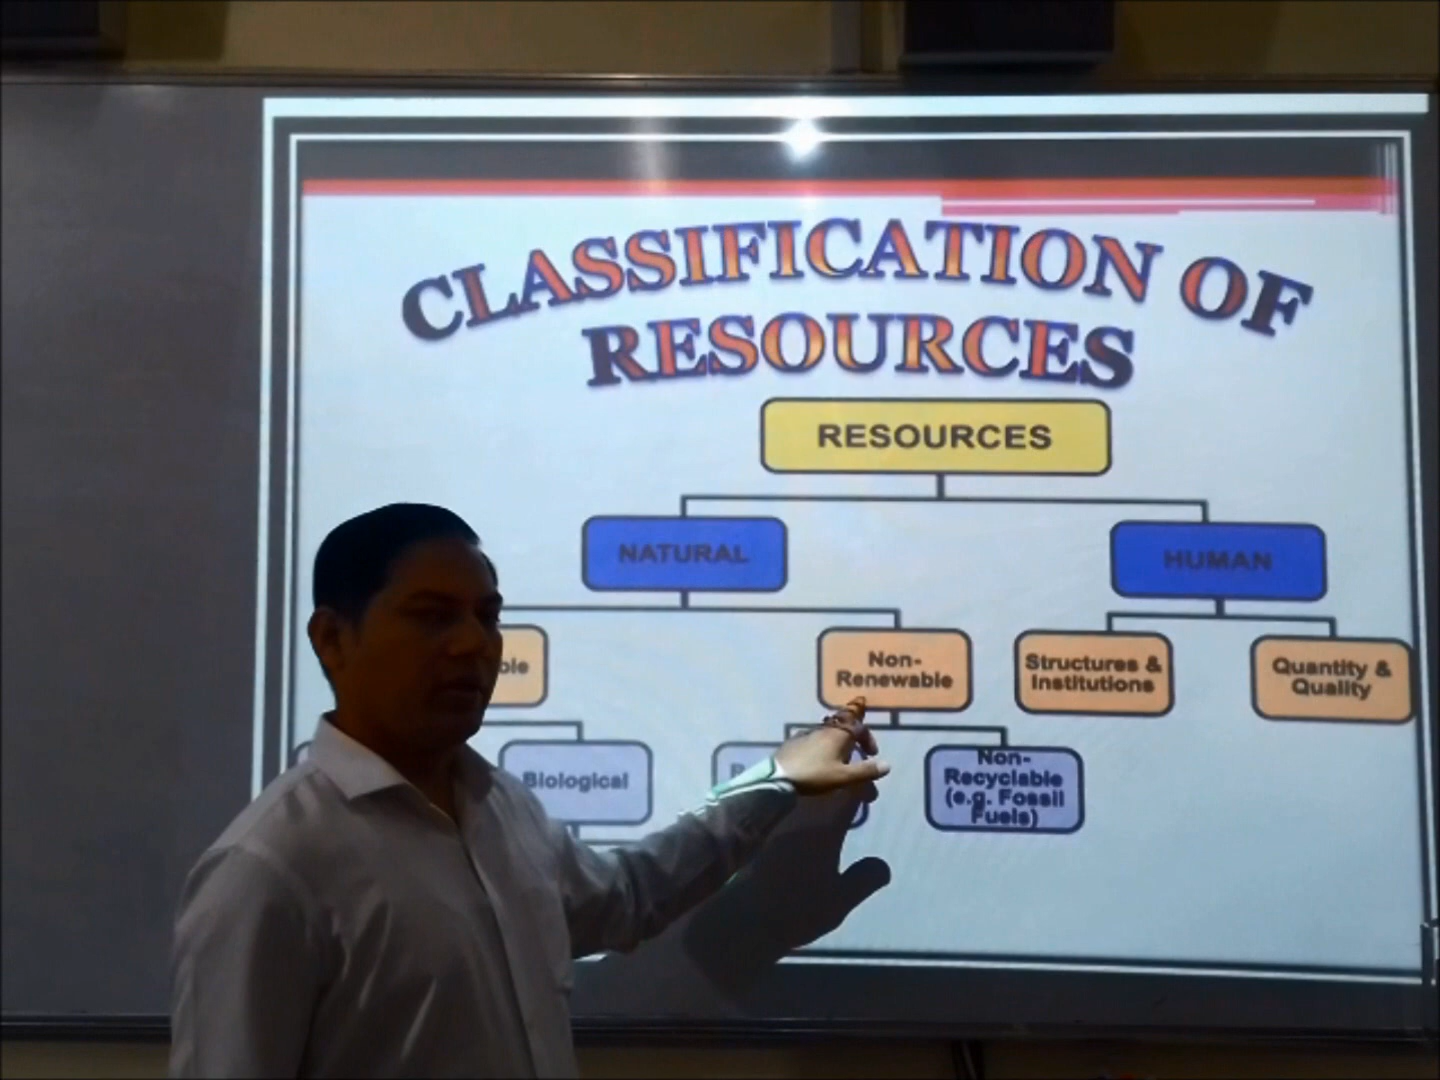 CLASSIFICATION OF
RESOURCES
RESOURCES
NATURAL
HUMAN
Non-
Renewable
Structures &
Institutions
Quantity &
Quality
Biological
Non-
Recyclable
(e.g. Fossil
Fuels)